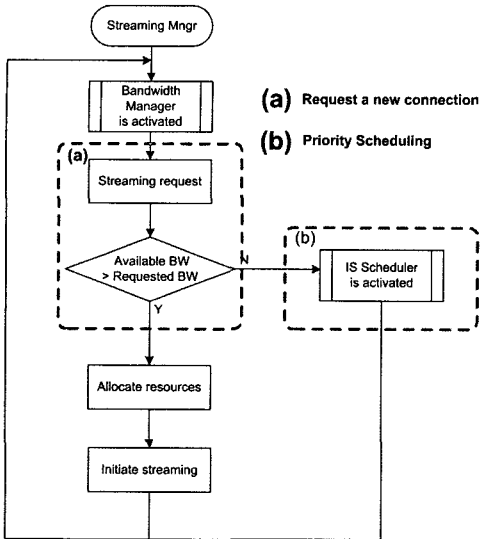 Streaming Mngr
Bandwidth
Manager
is activated
(a) Request a new connection
(b) Priority Scheduling
(a)
Streaming request
Available BW
> Requested BW
N
Y
(b)
IS Scheduler
is activated
Allocate resources
Initiate streaming